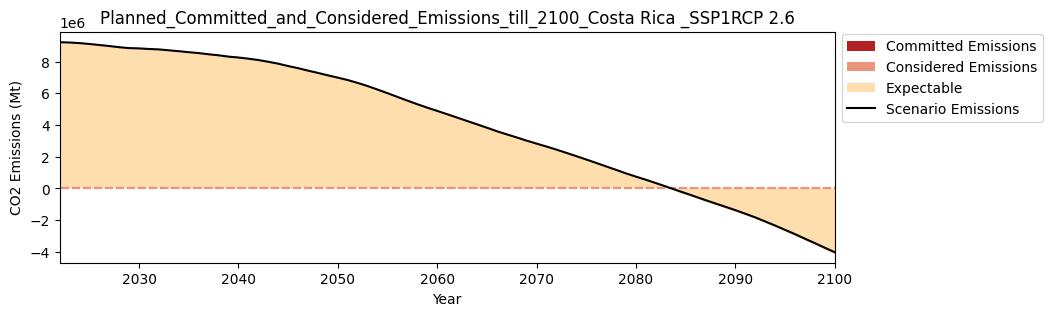 Planned_Committed_and_Considered_Emissions_till_2100_Costa Rica _SSP1RCP 2.6
1e6
Committed Emissions
Considered Emissions
Expectable
Scenario Emissions
CO2 Emissions (Mt)
8
6
4
2
0
−2
−4
2030 2040 2050 2060 2070 2080 2090 2100
Year